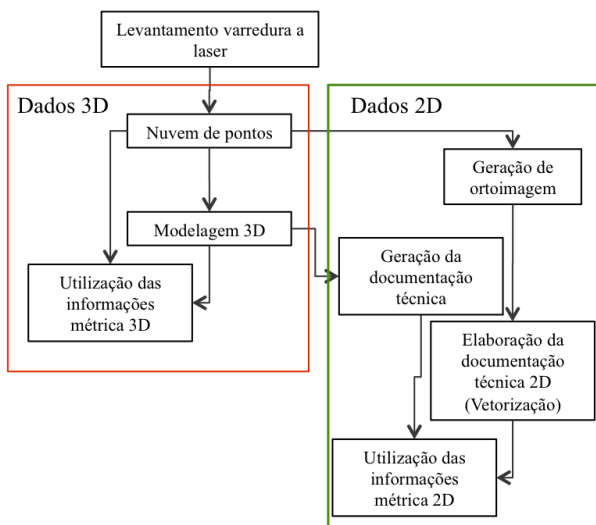 Levantamento varredura a
laser
Dados 3D
Dados 2D
Nuvem de pontos
Geração de
ortoimagem
Modelagem 3D
Geração da
documentação
técnica
Utilização das
informações
métrica 3D
Elaboração da
documentação
técnica 2D
(Vetorização)
Utilização das
informações
métrica 2D